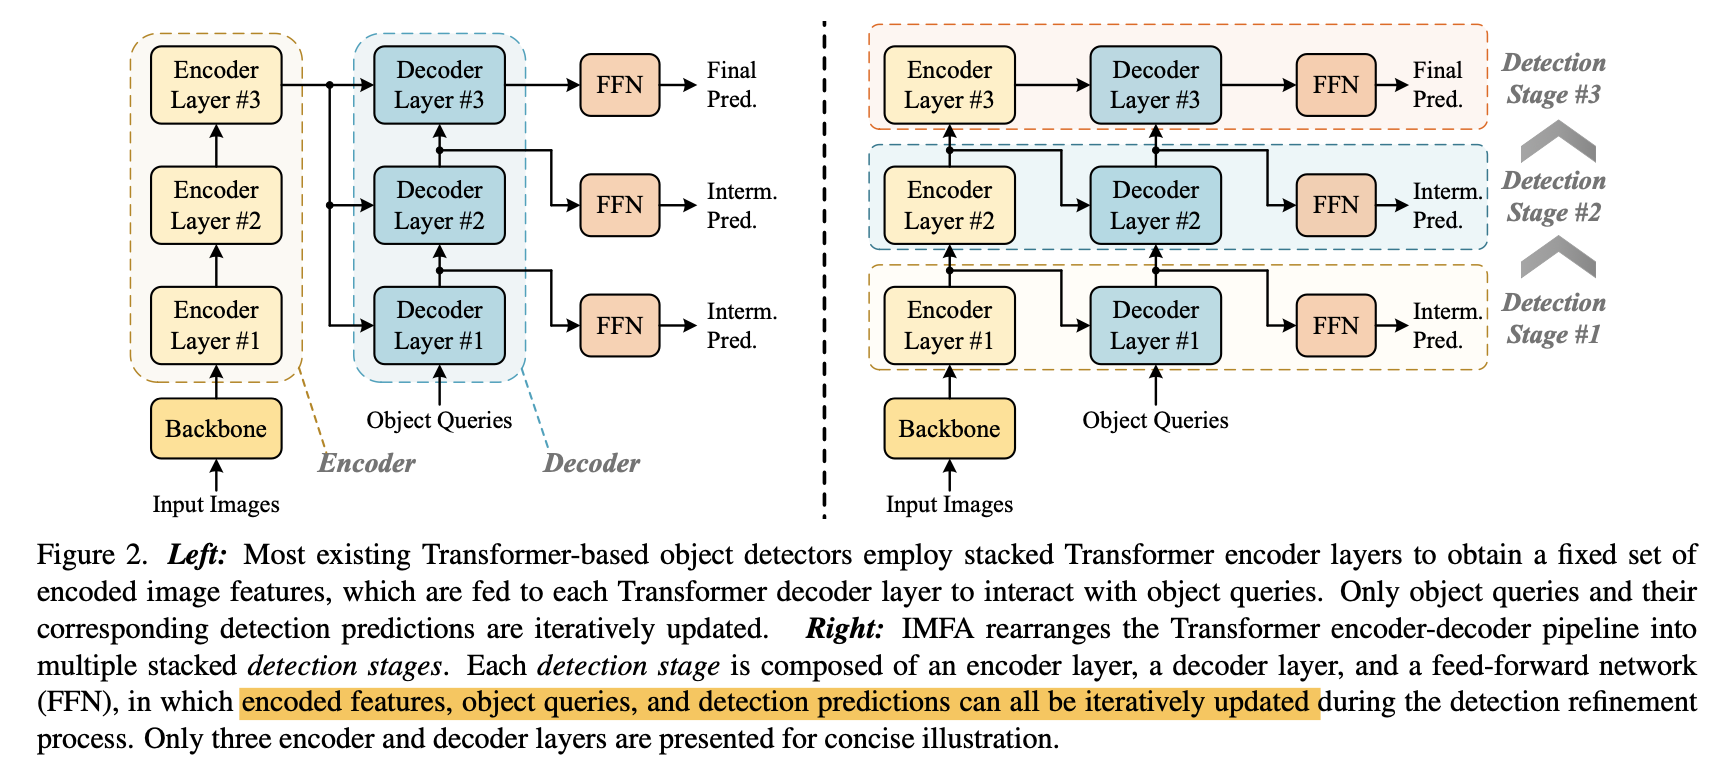 Encoder
Layer #3
Decoder
Layer #3
FFN
Final
Pred.
Encoder
Layer #2
Decoder
Layer #2
FFN
Interm.
Pred.
Encoder
Layer #1
Decoder
Layer #1
FFN
Interm.
Pred.
Backbone
Object Queries
Encoder
Decoder
Input Images
Encoder
Layer #3
Decoder
Layer #3
FFN
Final
Pred.
Detection
Stage #3
Encoder
Layer #2
Decoder
Layer #2
FFN
Interm.
Pred.
Detection
Stage #2
Encoder
Layer #1
Decoder
Layer #1
FFN
Interm.
Pred.
Detection
Stage #1
Backbone
Object Queries
Input Images
Figure 2. Left: Most existing Transformer-based object detectors employ stacked Transformer encoder layers to obtain a fixed set of
encoded image features, which are fed to each Transformer decoder layer to interact with object queries. Only object queries and their
corresponding detection predictions are iteratively updated. Right: IMFA rearranges the Transformer encoder-decoder pipeline into
multiple stacked detection stages. Each detection stage is composed of an encoder layer, a decoder layer, and a feed-forward network
(FFN), in which encoded features, object queries, and detection predictions can all be iteratively updated during the detection refinement
process. Only three encoder and decoder layers are presented for concise illustration.